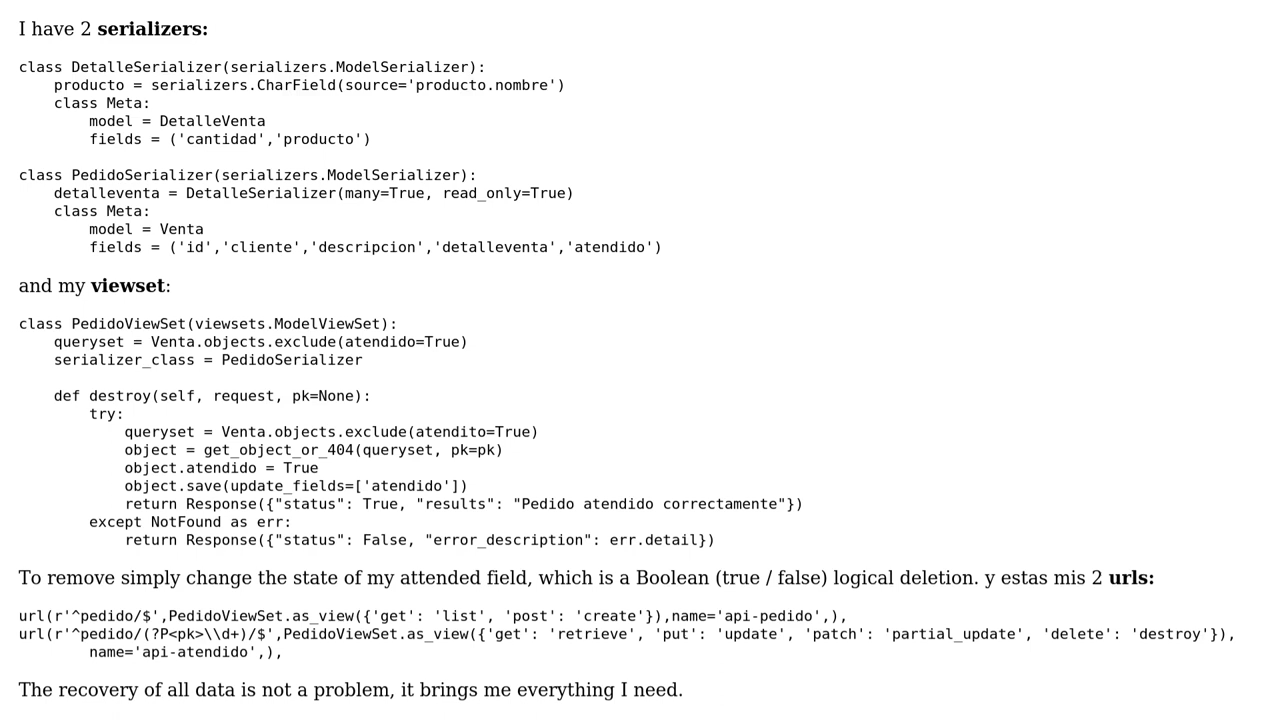 I have 2 serializers:
class DetalleSerializer(serializers.ModelSerializer):
    producto = serializers.CharField(source='producto.nombre')
    class Meta:
        model = DetalleVenta
        fields = ('cantidad','producto')
class PedidoSerializer(serializers.ModelSerializer):
    detalleventa = DetalleSerializer(many=True, read_only=True)
    class Meta:
        model = Venta
        fields = ('id','cliente','descripcion','detalleventa','atendido')
and my viewset:
class PedidoViewSet(viewsets.ModelViewSet):
    queryset = Venta.objects.exclude(atendido=True)
    serializer_class = PedidoSerializer
    def destroy(self, request, pk=None):
        try:
            queryset = Venta.objects.exclude(atendito=True)
            object = get_object_or_404(queryset, pk=pk)
            object.atendido = True
            object.save(update_fields=['atendido'])
            return Response({"status": True, "results": "Pedido atendido correctamente"})
        except NotFound as err:
            return Response({"status": False, "error_description": err.detail})
To remove simply change the state of my attended field, which is a Boolean (true / false) logical deletion. y estas mis 2 urls:
url(r'^pedido/$',PedidoViewSet.as_view({'get': 'list', 'post': 'create'}),name='api-pedido',),
url(r'^pedido/(?P<pk>\\d+)/$',PedidoViewSet.as_view({'get': 'retrieve', 'put': 'update', 'patch': 'partial_update', 'delete': 'destroy'}),
        name='api-atendido',),
The recovery of all data is not a problem, it brings me everything I need.